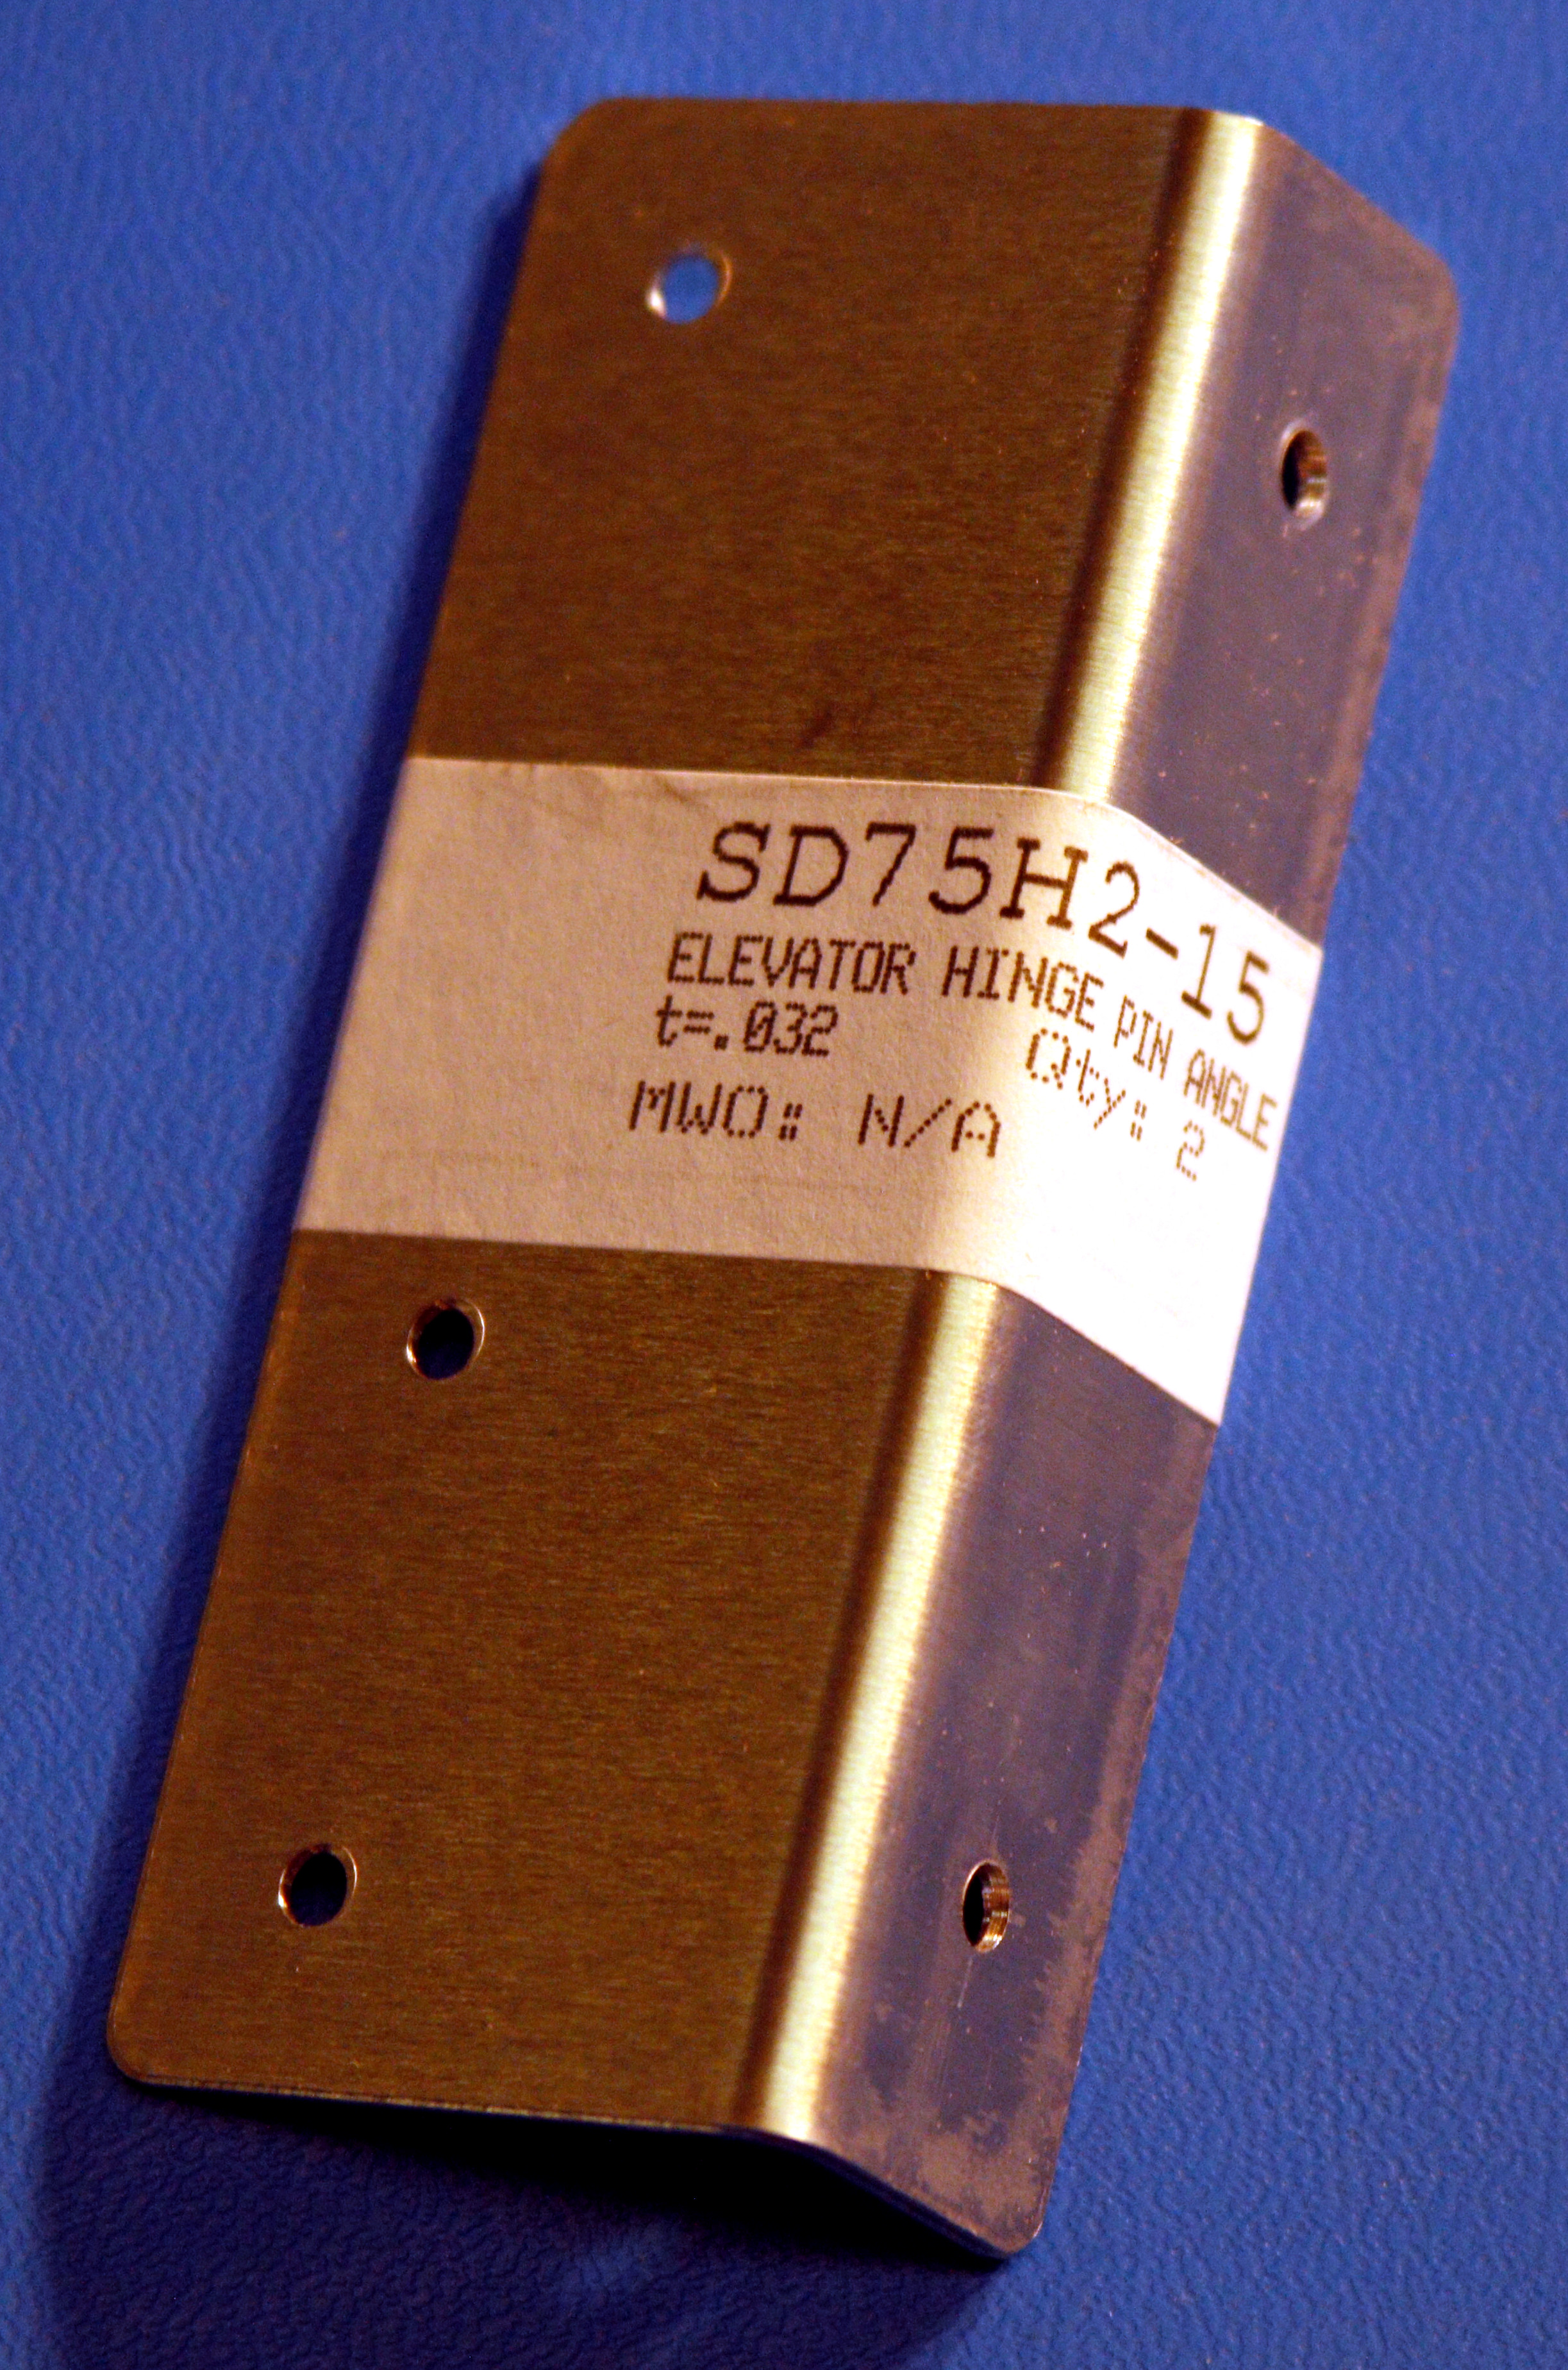 SD75H2-15
ELEVATOR HINGE PIN ANGLE
t=.032 Qty: 2
MWO: N/A